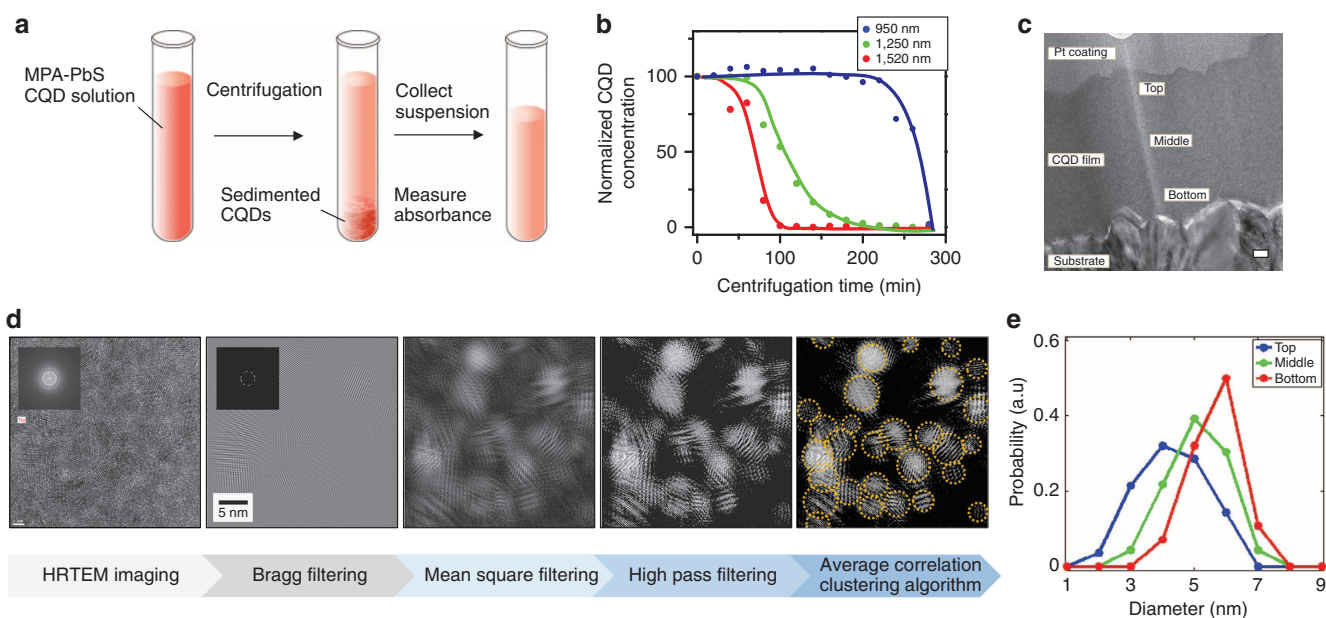 a
MPA-PbS
CQD solution
Centrifugation
Collect
suspension
Sedimented
CQDs
Measure
absorbance
b
950 nm
1,250 nm
1,520 nm
Normalized CQD
concentration
100
50
0
0
100
200
300
Centrifugation time (min)
c
Pt coating
Top
Middle
CQD film
Bottom
Substrate
d
5 nm
HRTEM imaging
Bragg filtering
Mean square filtering
High pass filtering
Average correlation
clustering algorithm
e
Top
Middle
Bottom
Probability (a.u)
0.6
0.4
0.2
0
1
3
5
7
9
Diameter (nm)